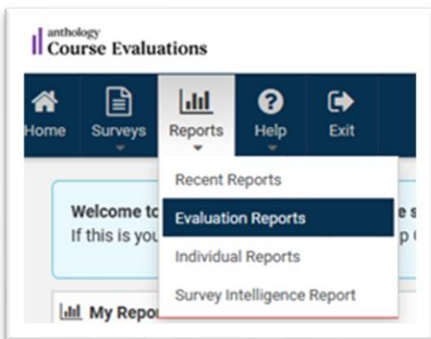 anthology
Course Evaluations
Home Surveys Reports Help Exit
Recent Reports
Welcome to
Evaluation Reports
If this is you
Individual Reports
Survey Intelligence Report
My Repo